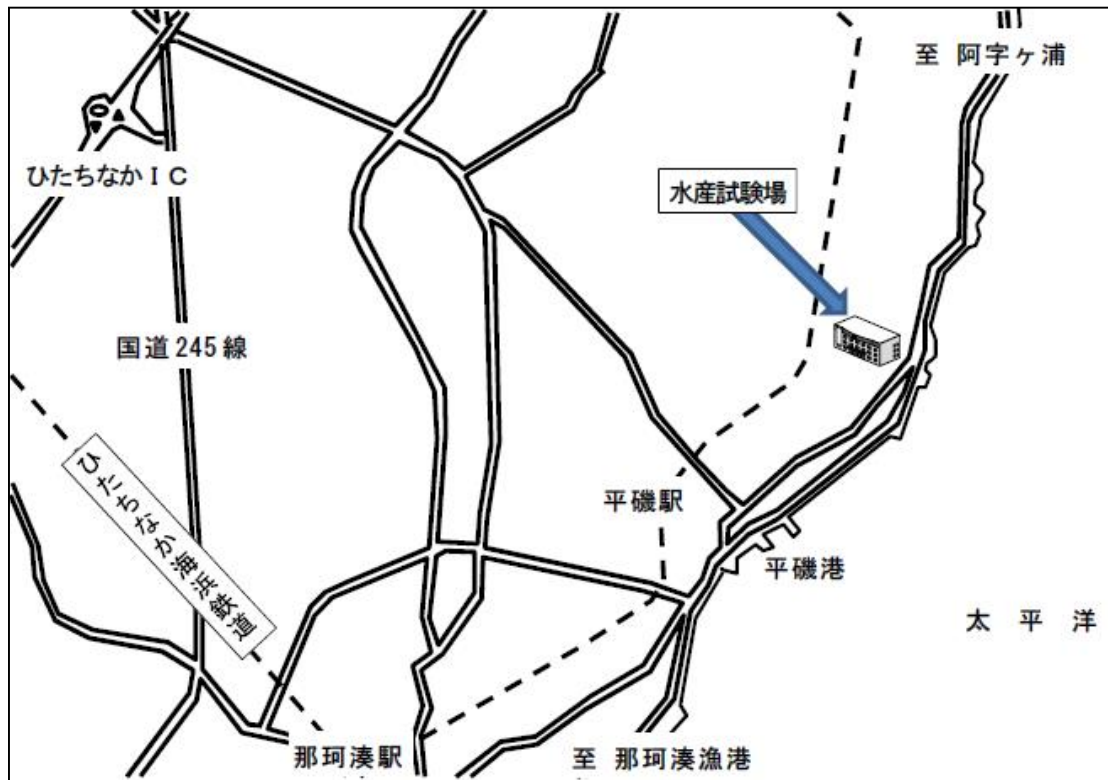 至 阿字ヶ浦
ひたちなかＩＣ
水産試験場
国道245線
ひたちなか海浜鉄道
平磯駅
平磯港
太平洋
那珂湊駅
至 那珂湊漁港